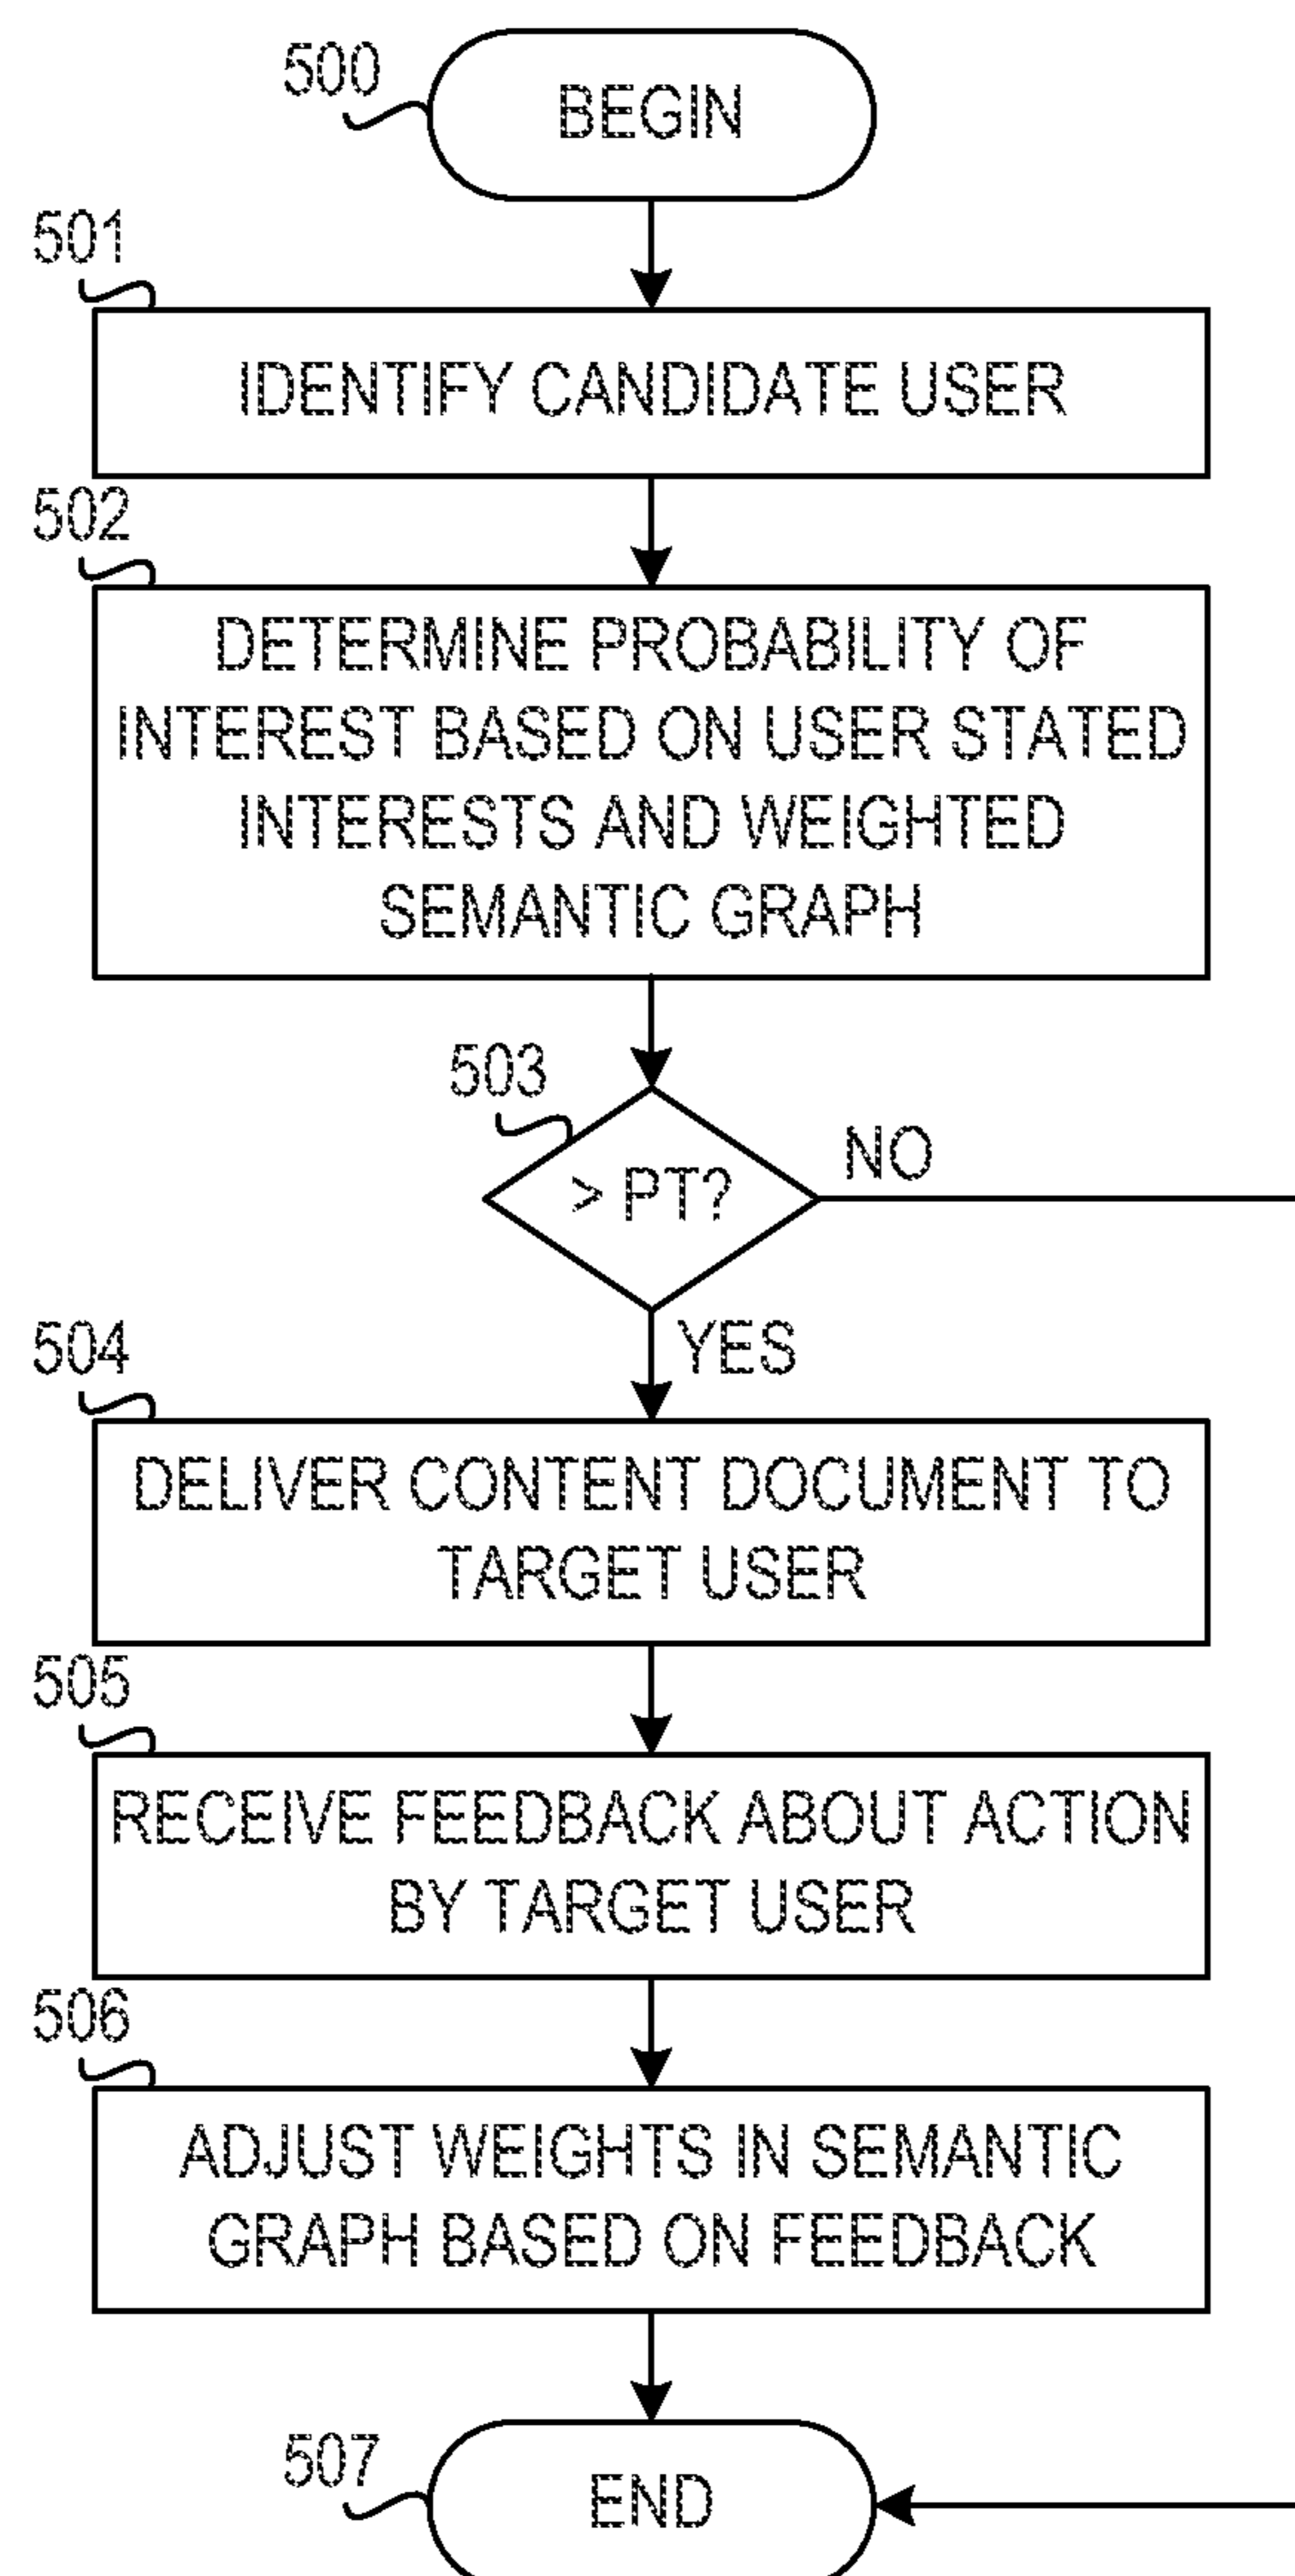 500
BEGIN
501
IDENTIFY CANDIDATE USER
502
DETERMINE PROBABILITY OF
INTEREST BASED ON USER STATED
INTERESTS AND WEIGHTED
SEMANTIC GRAPH
503
> PT?
NO
YES
504
DELIVER CONTENT DOCUMENT TO
TARGET USER
505
RECEIVE FEEDBACK ABOUT ACTION
BY TARGET USER
506
ADJUST WEIGHTS IN SEMANTIC
GRAPH BASED ON FEEDBACK
507
END